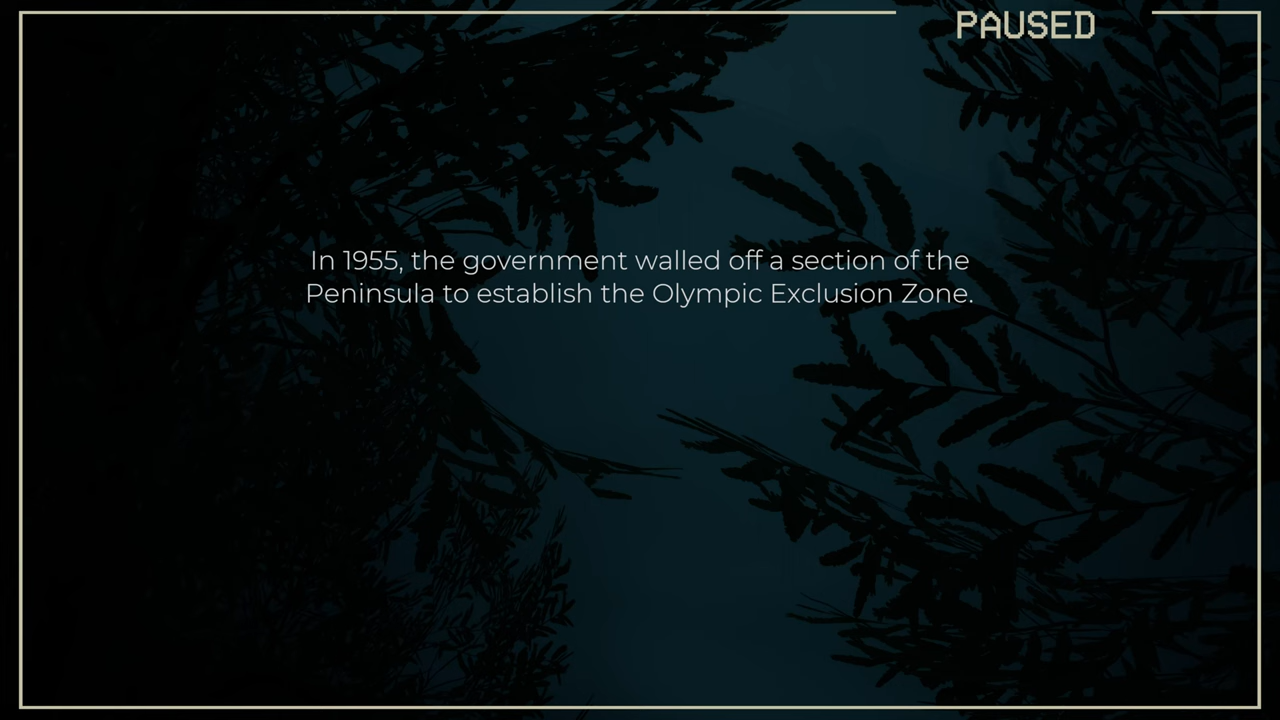 PAUSED
In 1955, the government walled off a section of the
Peninsula to establish the Olympic Exclusion Zone.